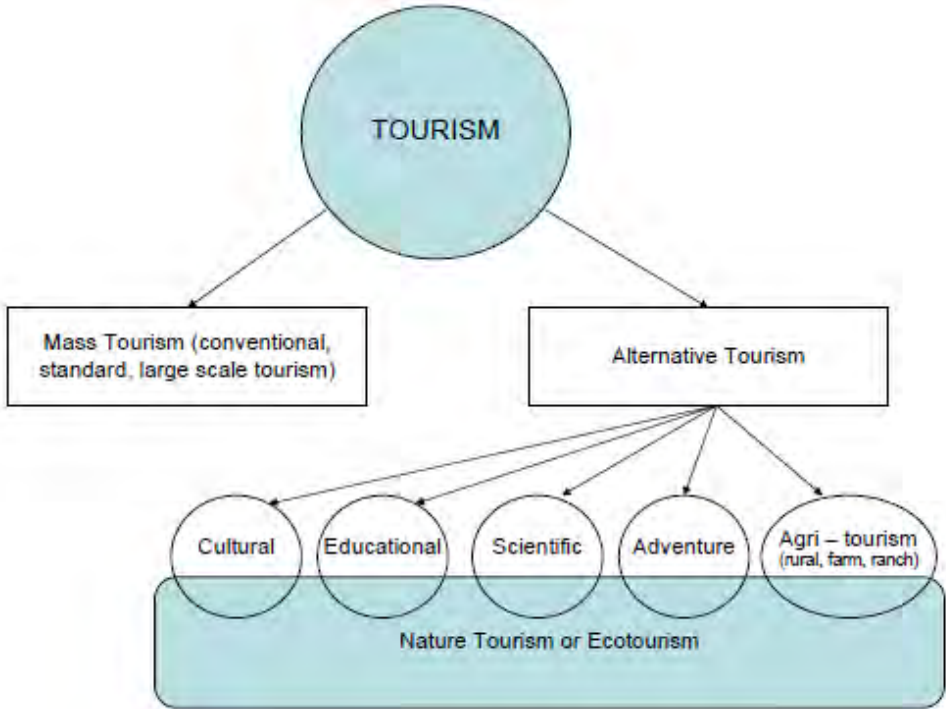 TOURISM
Mass Tourism (conventional,
standard, large scale tourism)
Alternative Tourism
Cultural
Educational
Scientific
Adventure
Agri – tourism
(rural, farm, ranch)
Nature Tourism or Ecotourism